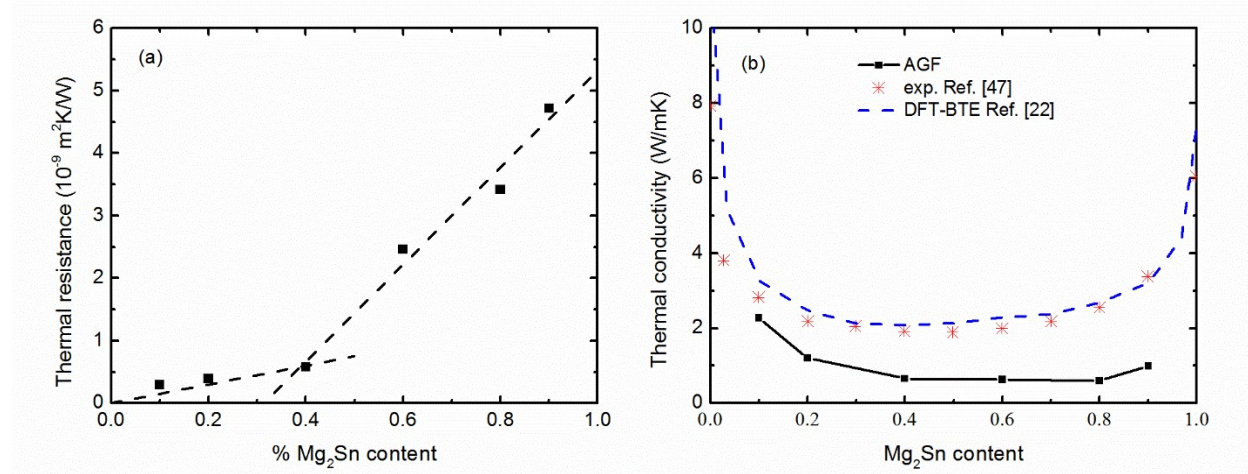 (a)
Thermal resistance (10⁻⁹ m²K/W)
6
5
4
3
2
1
0
0.0 0.2 0.4 0.6 0.8 1.0
% Mg₂Sn content
(b)
AGF
exp. Ref. [47]
DFT-BTE Ref. [22]
Thermal conductivity (W/mK)
10
8
6
4
2
0
0.0 0.2 0.4 0.6 0.8 1.0
Mg₂Sn content